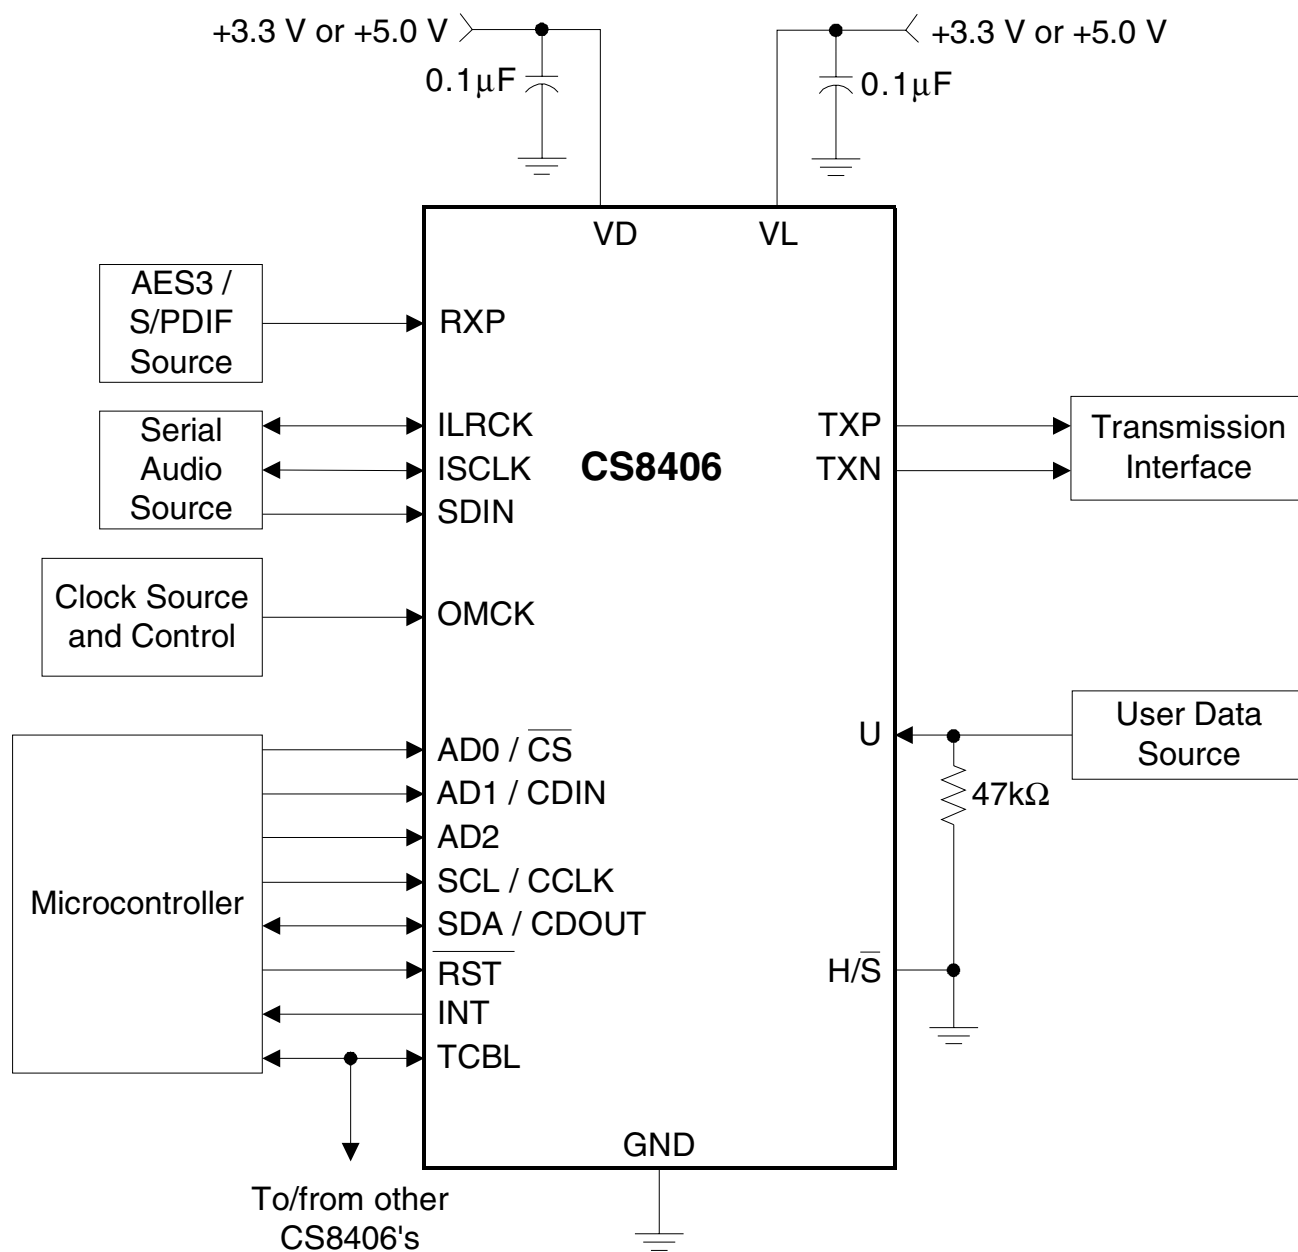 +3.3 V or +5.0 V
+3.3 V or +5.0 V
0.1µF
0.1µF
VD
VL
AES3 /
S/PDIF
Source
RXP
Serial
Audio
Source
ILRCK
ISCLK
SDIN
CS8406
TXP
TXN
Transmission
Interface
Clock Source
and Control
OMCK
U
User Data
Source
47kΩ
Microcontroller
AD0 / C̅S̅
AD1 / CDIN
AD2
SCL / CCLK
SDA / CDOUT
R̅S̅T̅
INT
TCBL
H/S̅
GND
To/from other
CS8406's